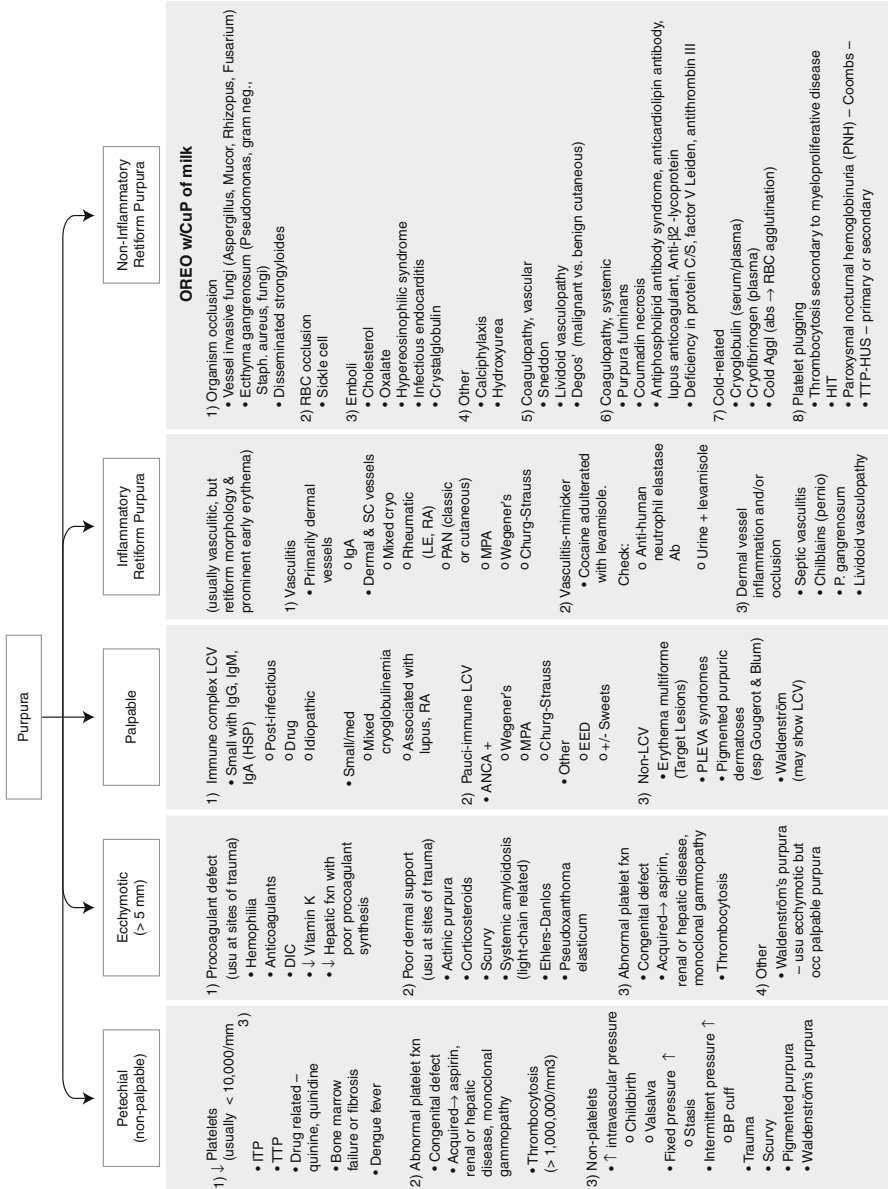 Purpura
Petechial
(non-palpable)
1) ↓ Platelets
(usually < 10,000/mm
3)
• ITP
• TTP
• Drug related –
quinine, quinidine
• Bone marrow
failure or fibrosis
• Dengue fever
2) Abnormal platelet fxn
• Congenital defect
• Acquired→ aspirin,
renal or hepatic
disease, monoclonal
gammopathy
• Thrombocytosis
(> 1,000,000/mm3)
3) Non-platelets
• ↑ intravascular pressure
o Childbirth
o Valsalva
• Fixed pressure ↑
o Stasis
• Intermittent pressure ↑
o BP cuff
• Trauma
• Scurvy
• Pigmented purpura
• Waldenström's purpura
Ecchymotic
(> 5 mm)
1) Procoagulant defect
(usu at sites of trauma)
• Hemophilia
• Anticoagulants
• DIC
• ↓ Vitamin K
• ↓ Hepatic fxn with
poor procoagulant
synthesis
2) Poor dermal support
(usu at sites of trauma)
• Actinic purpura
• Corticosteroids
• Scurvy
• Systemic amyloidosis
(light-chain related)
• Ehlers-Danlos
• Pseudoxanthoma
elasticum
3) Abnormal platelet fxn
• Congenital defect
• Acquired→ aspirin,
renal or hepatic disease,
monoclonal gammopathy
• Thrombocytosis
4) Other
• Waldenström's purpura
– usu ecchymotic but
occ palpable purpura
Palpable
1) Immune complex LCV
• Small with IgG, IgM,
IgA (HSP)
o Post-infectious
o Drug
o Idiopathic
• Small/med
o Mixed
cryoglobulinemia
o Associated with
lupus, RA
2) Pauci-immune LCV
• ANCA +
o Wegener's
o MPA
o Churg-Strauss
• Other
o EED
o +/- Sweets
3) Non-LCV
• Erythema multiforme
(Target Lesions)
• PLEVA syndromes
• Pigmented purpuric
dermatoses
(esp Gougerot & Blum)
• Waldenström
(may show LCV)
Inflammatory
Retiform Purpura
(usually vasculitic, but
retiform morphology &
prominent early erythema)
1) Vasculitis
• Primarily dermal
vessels
o IgA
• Dermal & SC vessels
o Mixed cryo
o Rheumatic
(LE, RA)
o PAN (classic
or cutaneous)
o MPA
o Wegener's
o Churg-Strauss
2) Vasculitis-mimicker
• Cocaine adulterated
with levamisole.
Check:
o Anti-human
neutrophil elastase
Ab
o Urine + levamisole
3) Dermal vessel
inflammation and/or
occlusion
• Septic vasculitis
• Chilblains (pernio)
• P. gangrenosum
• Lividoid vasculopathy
Non-Inflammatory
Retiform Purpura
OREO w/CuP of milk
1) Organism occlusion
• Vessel invasive fungi (Aspergillus, Mucor, Rhizopus, Fusarium)
• Ecthyma gangrenosum (Pseudomonas, gram neg.,
Staph. aureus, fungi)
• Disseminated strongyloides
2) RBC occlusion
• Sickle cell
3) Emboli
• Cholesterol
• Oxalate
• Hypereosinophilic syndrome
• Infectious endocarditis
• Crystalglobulin
4) Other
• Calciphylaxis
• Hydroxyurea
5) Coagulopathy, vascular
• Sneddon
• Lividoid vasculopathy
• Degos' (malignant vs. benign cutaneous)
6) Coagulopathy, systemic
• Purpura fulminans
• Coumadin necrosis
• Antiphospholipid antibody syndrome, anticardiolipin antibody,
lupus anticoagulant, Anti-β2 -lycoprotein
• Deficiency in protein C/S, factor V Leiden, antithrombin III
7) Cold-related
• Cryoglobulin (serum/plasma)
• Cryofibrinogen (plasma)
• Cold Aggl (abs → RBC agglutination)
8) Platelet plugging
• Thrombocytosis secondary to myeloproliferative disease
• HIT
• Paroxysmal nocturnal hemoglobinuria (PNH) – Coombs –
• TTP-HUS – primary or secondary